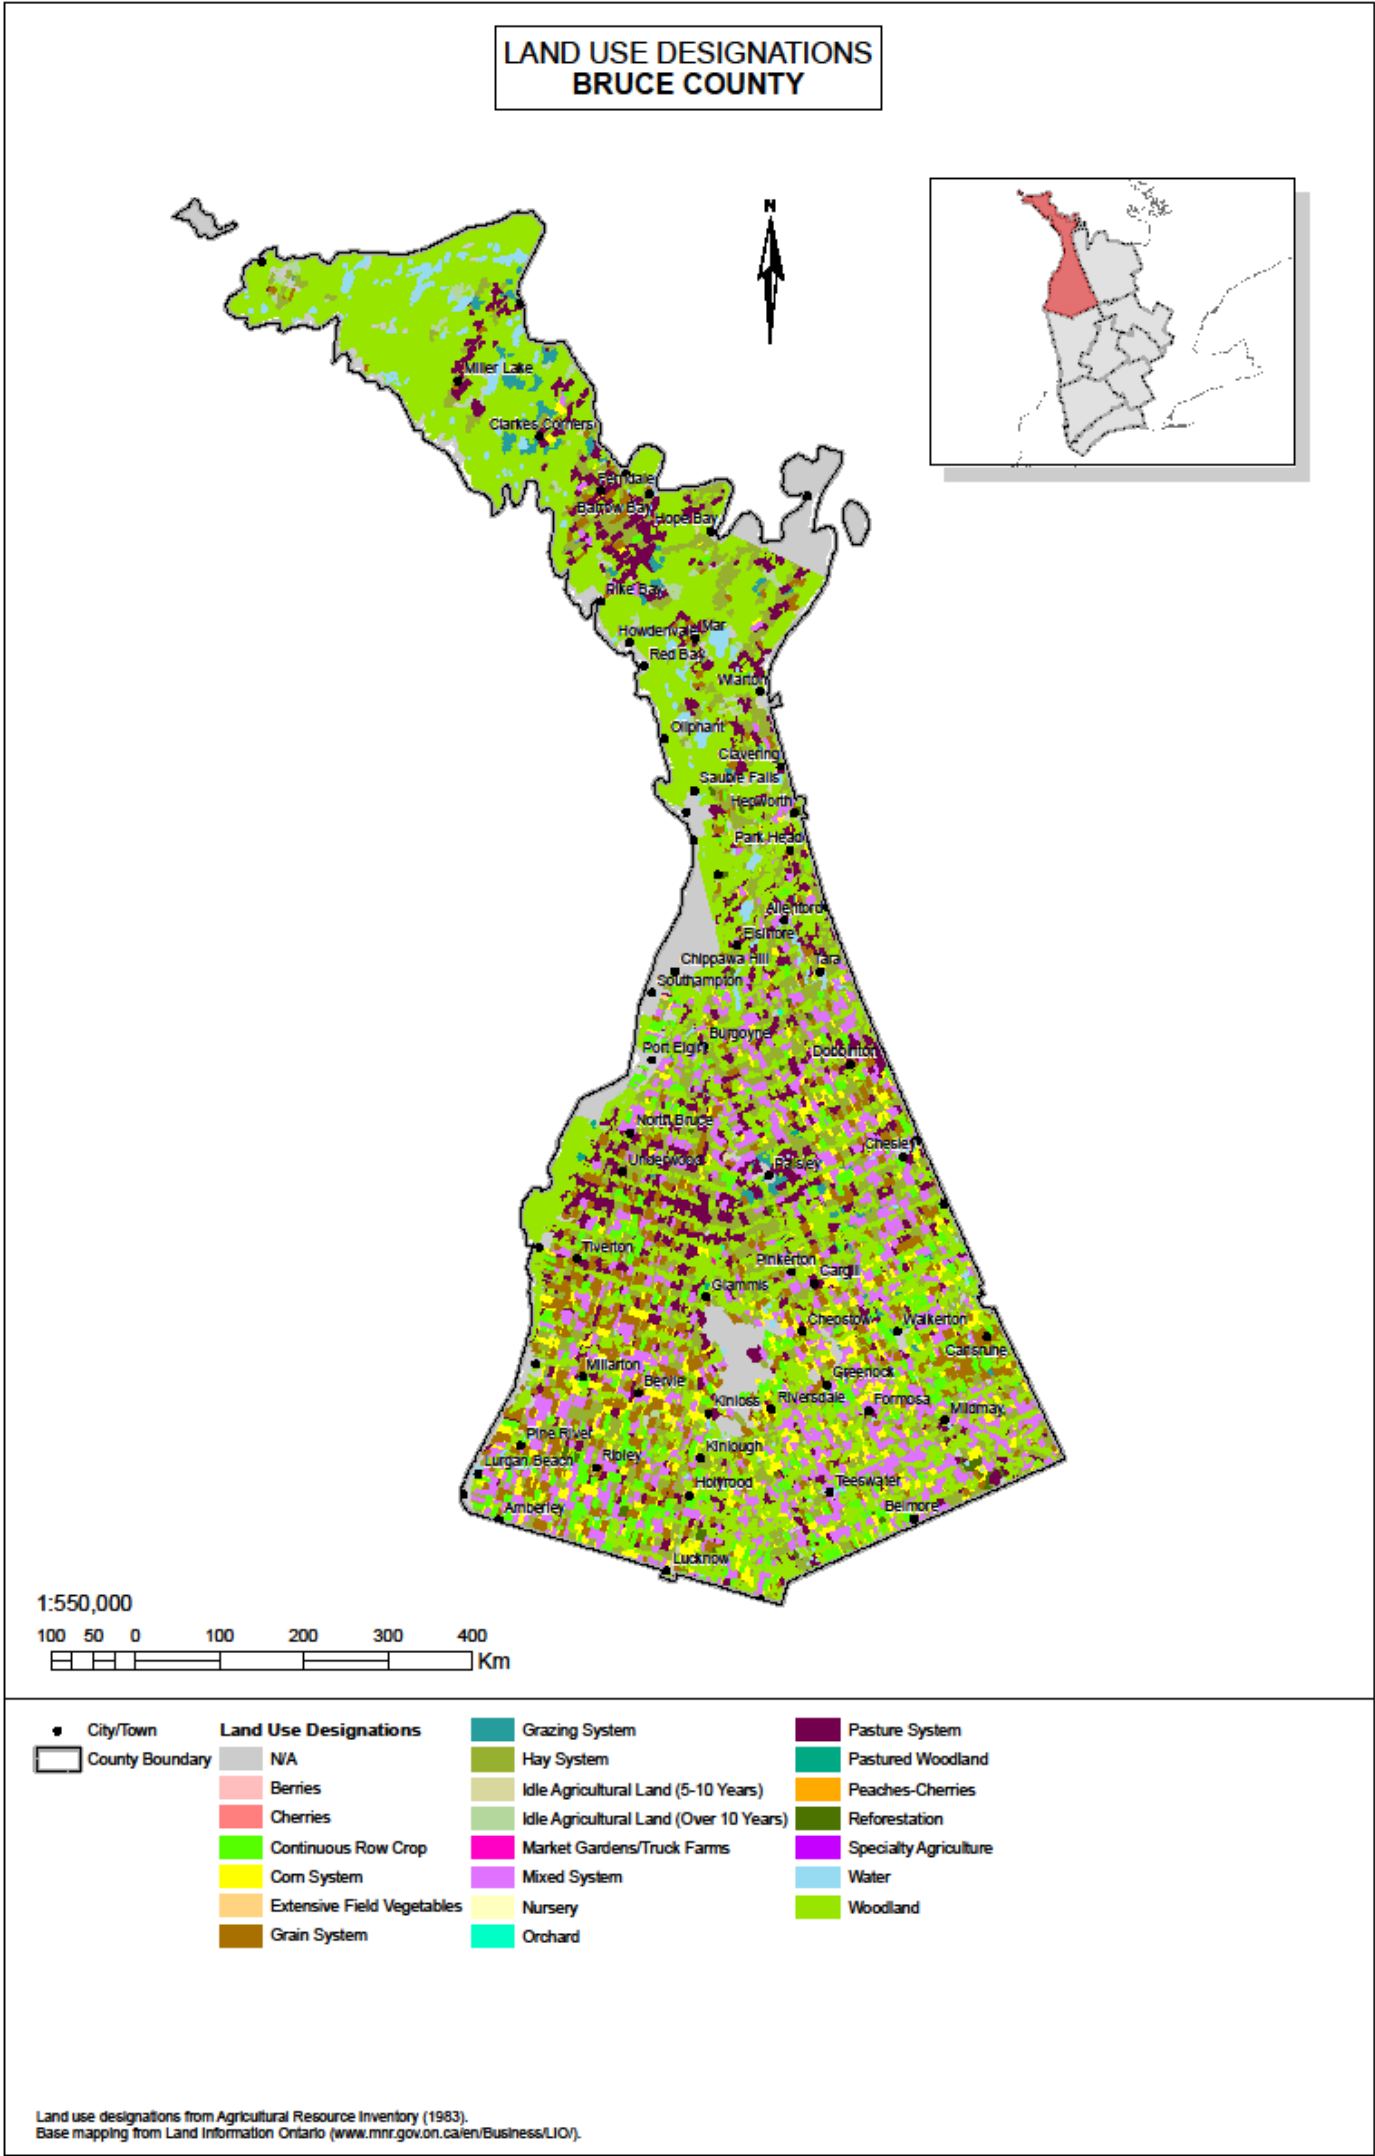 LAND USE DESIGNATIONS
BRUCE COUNTY
N
Miller Lake
Clarkes Corners
Ferndale
Barrow Bay
Hope Bay
Pike Bay
Howdenvale
Mar
Red Bay
Wiarton
Oliphant
Clavering
Sauble Falls
Hepworth
Park Head
Allenford
Elsinore
Chippawa Hill
Tara
Southampton
Burgoyne
Port Elgin
Dobbinton
North Bruce
Chesley
Underwood
Paisley
Tiverton
Pinkerton
Cargill
Glammis
Chepstow
Walkerton
Carlsruhe
Millarton
Greenock
Bervie
Kinloss
Riversdale
Formosa
Mildmay
Pine River
Kinlough
Ripley
Lurgan Beach
Holyrood
Teeswater
Amberley
Belmore
Lucknow
1:550,000
100 50 0 100 200 300 400
Km
City/Town
County Boundary
Land Use Designations
N/A
Berries
Cherries
Continuous Row Crop
Corn System
Extensive Field Vegetables
Grain System
Grazing System
Hay System
Idle Agricultural Land (5-10 Years)
Idle Agricultural Land (Over 10 Years)
Market Gardens/Truck Farms
Mixed System
Nursery
Orchard
Pasture System
Pastured Woodland
Peaches-Cherries
Reforestation
Specialty Agriculture
Water
Woodland
Land use designations from Agricultural Resource Inventory (1983).
Base mapping from Land Information Ontario (www.mnr.gov.on.ca/en/Business/LIO/).